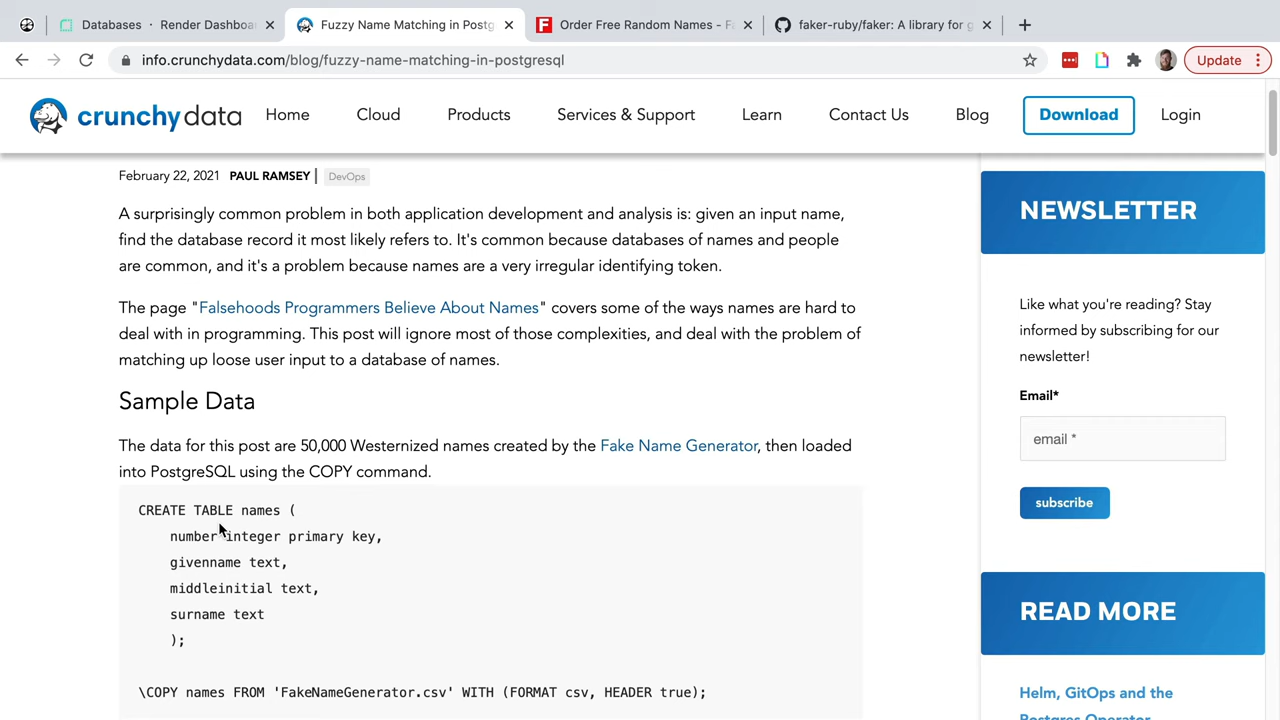 Databases · Render Dashboa
Fuzzy Name Matching in Postg
Order Free Random Names - F
faker-ruby/faker: A library for g
info.crunchydata.com/blog/fuzzy-name-matching-in-postgresql
Update
crunchydata
Home
Cloud
Products
Services & Support
Learn
Contact Us
Blog
Download
Login
February 22, 2021 PAUL RAMSEY | DevOps
A surprisingly common problem in both application development and analysis is: given an input name,
find the database record it most likely refers to. It's common because databases of names and people
are common, and it's a problem because names are a very irregular identifying token.
The page "Falsehoods Programmers Believe About Names" covers some of the ways names are hard to
deal with in programming. This post will ignore most of those complexities, and deal with the problem of
matching up loose user input to a database of names.
Sample Data
The data for this post are 50,000 Westernized names created by the Fake Name Generator, then loaded
into PostgreSQL using the COPY command.
CREATE TABLE names (
number integer primary key,
givenname text,
middleinitial text,
surname text
);
\COPY names FROM 'FakeNameGenerator.csv' WITH (FORMAT csv, HEADER true);
NEWSLETTER
Like what you're reading? Stay
informed by subscribing for our
newsletter!
Email*
email *
subscribe
READ MORE
Helm, GitOps and the
Postgres Operator